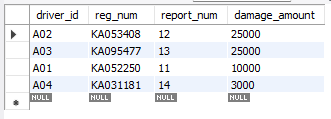 driver_id reg_num report_num damage_amount
A02 KA053408 12 25000
A03 KA095477 13 25000
A01 KA052250 11 10000
A04 KA031181 14 3000
NULL NULL NULL NULL